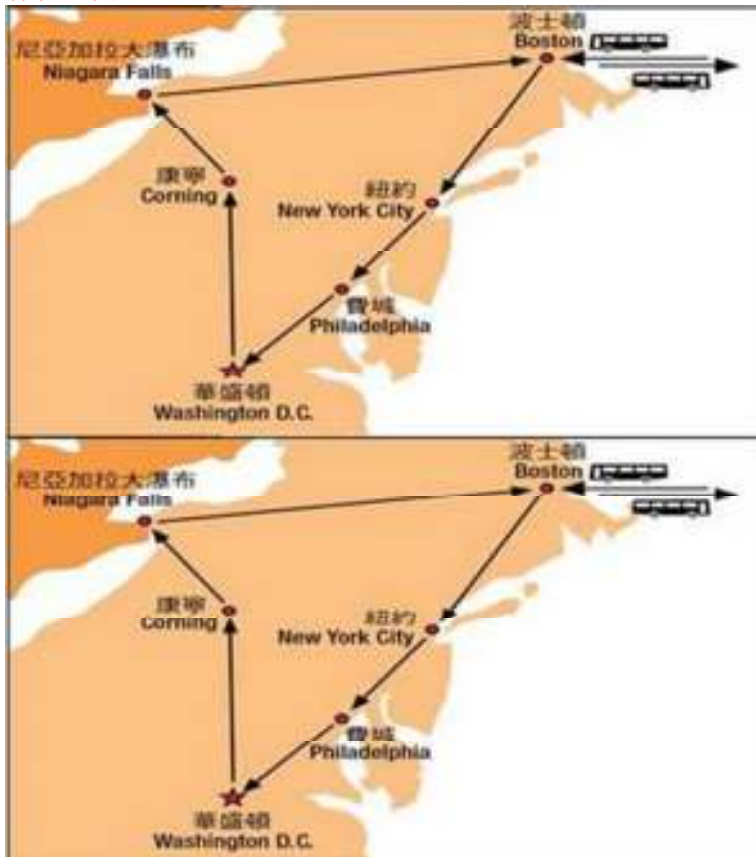 波士頓
Boston
尼亞加拉大瀑布
Niagara Falls
康寧
Corning
紐約
New York City
費城
Philadelphia
華盛頓
Washington D.C.
波士頓
Boston
尼亞加拉大瀑布
Niagara Falls
康寧
Corning
紐約
New York City
費城
Philadelphia
華盛頓
Washington D.C.